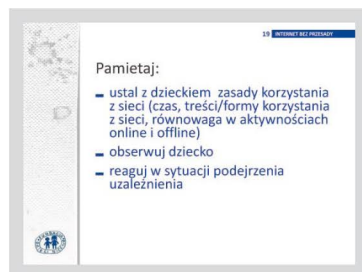 19 INTERNET BEZ PRZESADY
Pamietaj:
ustal z dzieckiem zasady korzystania
z sieci (czas, treści/formy korzystania
z sieci, równowaga w aktywnościach
online i offline)
obserwuj dziecko
reaguj w sytuacji podejrzenia
uzależnienia